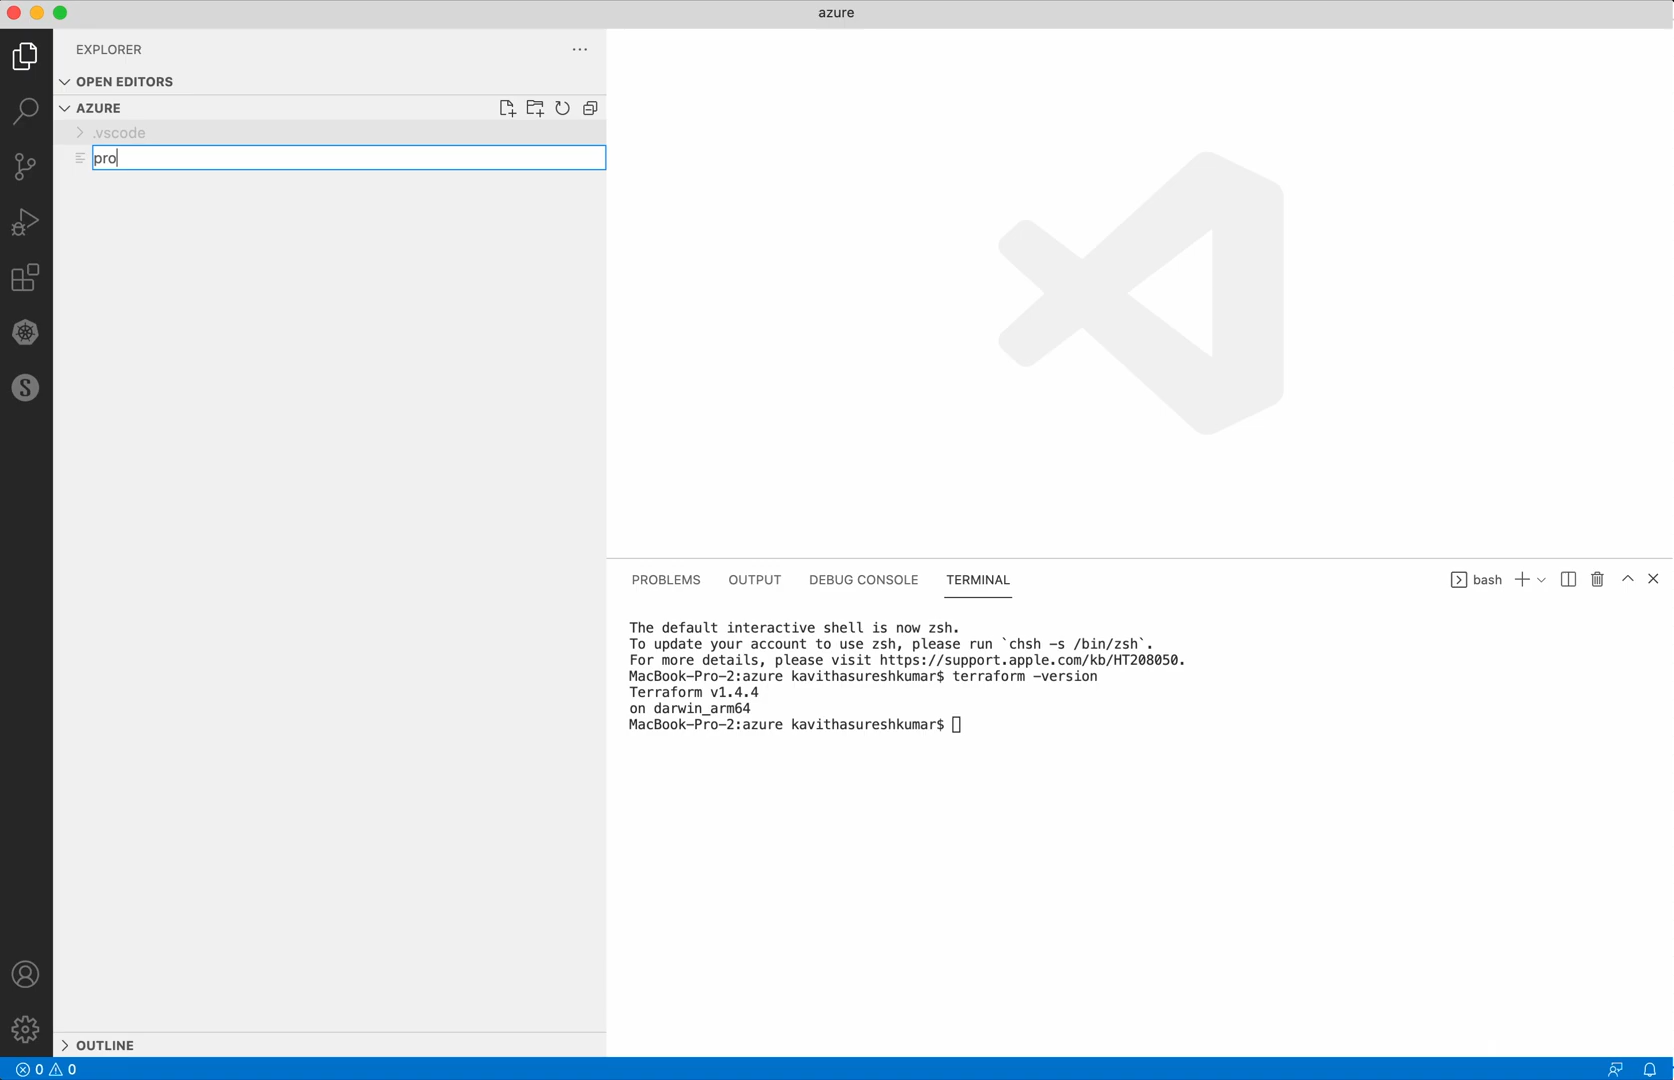 azure
EXPLORER
OPEN EDITORS
AZURE
.vscode
pro
PROBLEMS OUTPUT DEBUG CONSOLE TERMINAL
bash
The default interactive shell is now zsh.
To update your account to use zsh, please run `chsh -s /bin/zsh`.
For more details, please visit https://support.apple.com/kb/HT208050.
MacBook-Pro-2:azure kavithasureshkumar$ terraform -version
Terraform v1.4.4
on darwin_arm64
MacBook-Pro-2:azure kavithasureshkumar$
OUTLINE
0 0